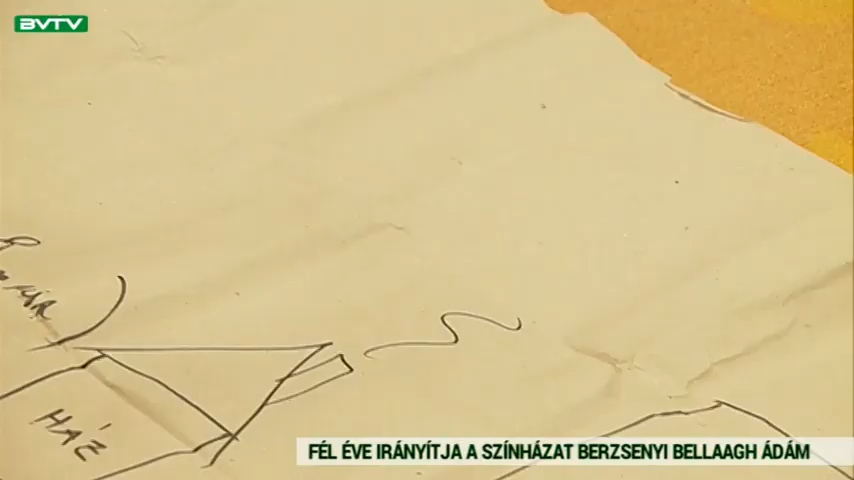 BVTV
HÁZ
FÉL ÉVE IRÁNYÍTJA A SZÍNHÁZAT BERZSENYI BELLAAGH ÁDÁM